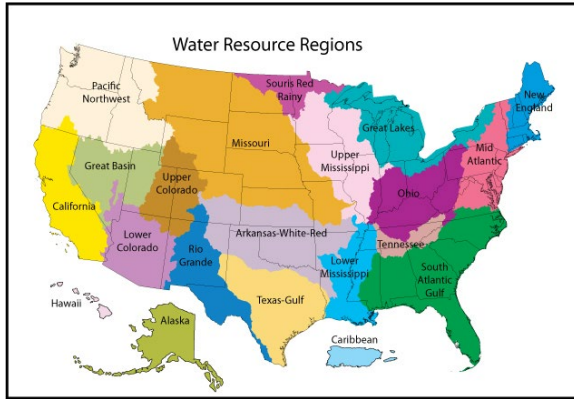 Water Resource Regions
Pacific
Northwest
Souris Red
Rainy
New
England
Great Lakes
Missouri
Upper
Mississippi
Mid
Atlantic
Great Basin
Upper
Colorado
Ohio
California
Lower
Colorado
Rio
Grande
Arkansas-White-Red
Tennessee
Lower
Mississippi
South
Atlantic
Gulf
Texas-Gulf
Hawaii
Alaska
Caribbean